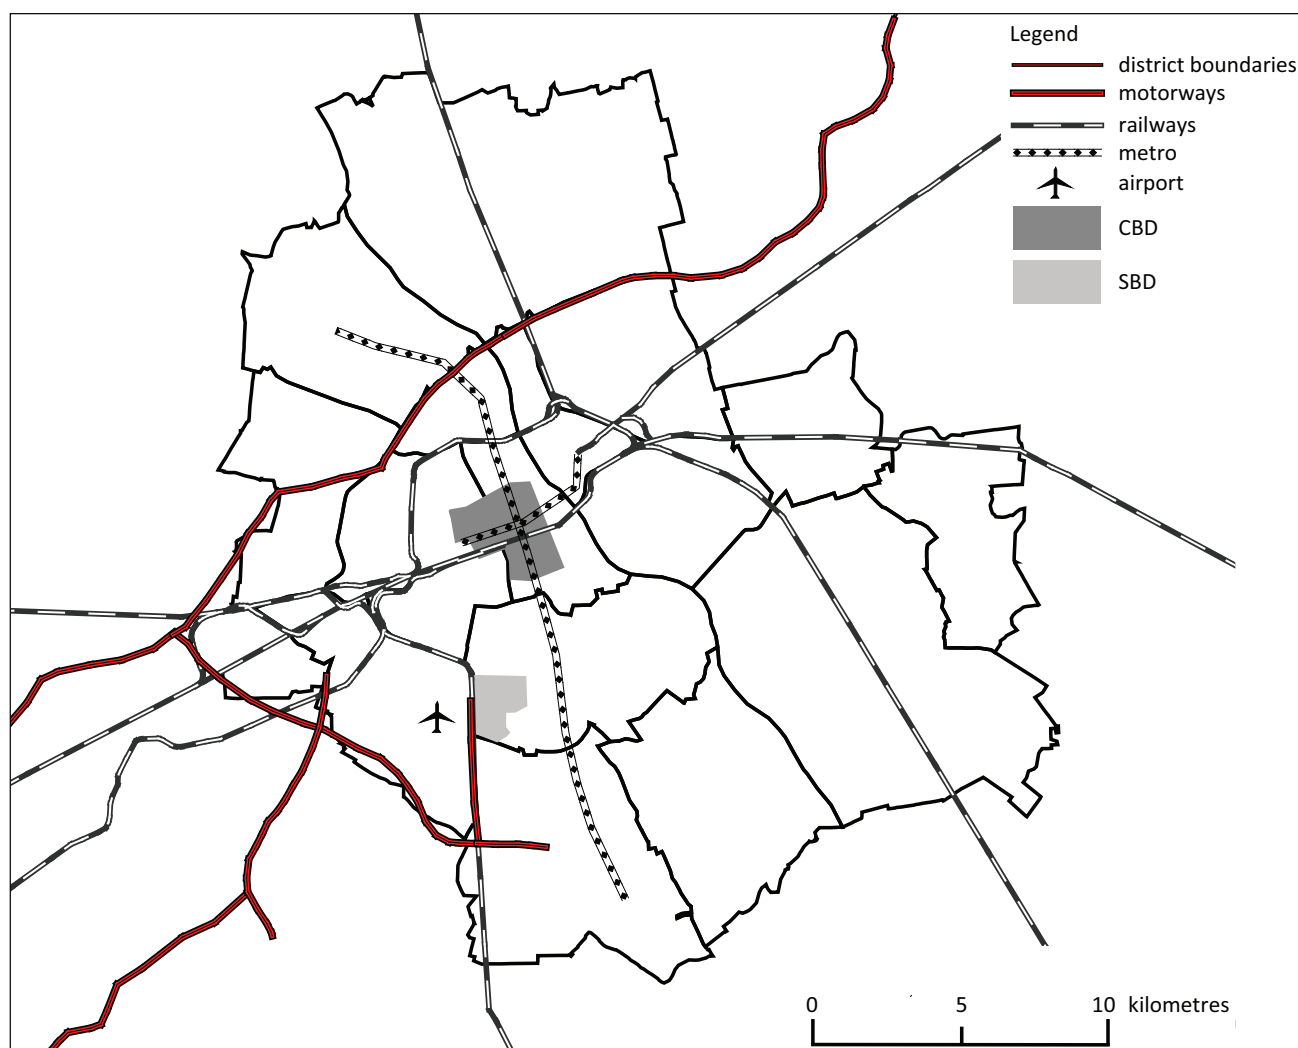 Legend
district boundaries
motorways
railways
metro
airport
CBD
SBD
0 5 10 kilometres